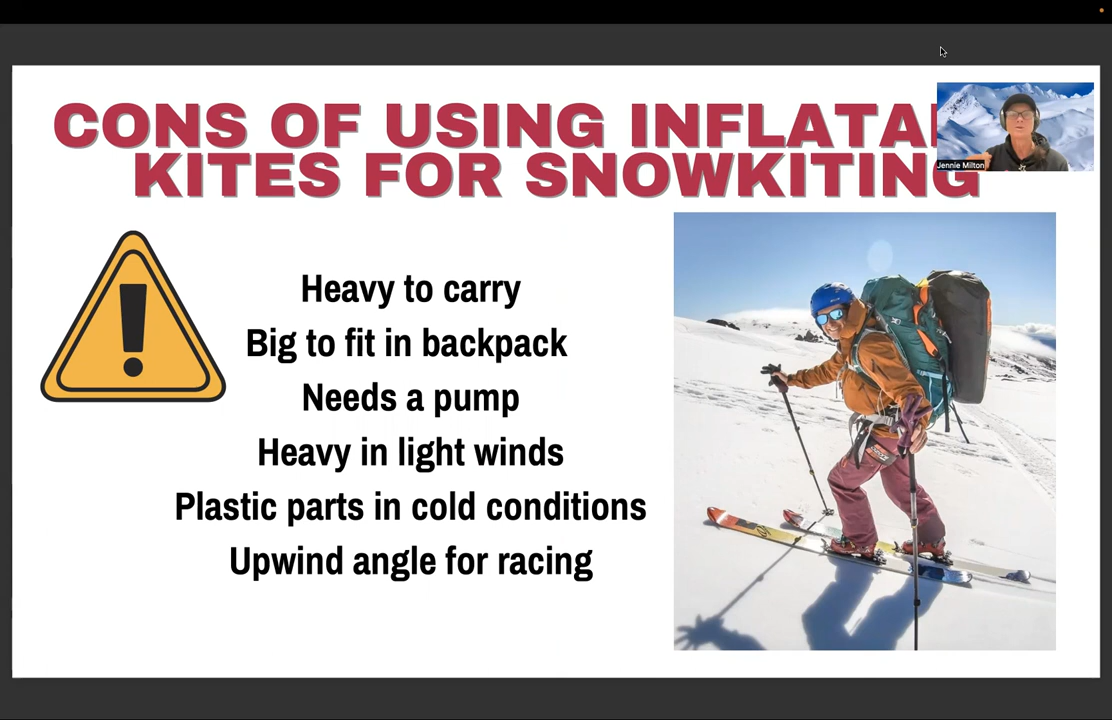 CONS OF USING INFLATA
KITES FOR SNOWKITING
Jennie Milton
Heavy to carry
Big to fit in backpack
Needs a pump
Heavy in light winds
Plastic parts in cold conditions
Upwind angle for racing